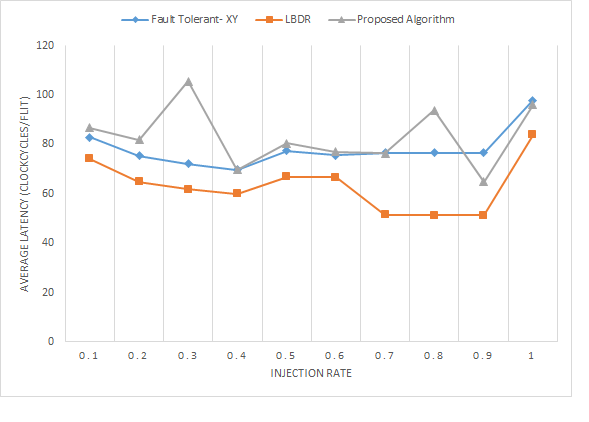 Fault Tolerant- XY LBDR Proposed Algorithm
120
100
80
60
40
20
0
AVERAGE LATENCY (CLOCKCYCLES/FLIT)
0.1 0.2 0.3 0.4 0.5 0.6 0.7 0.8 0.9 1
INJECTION RATE